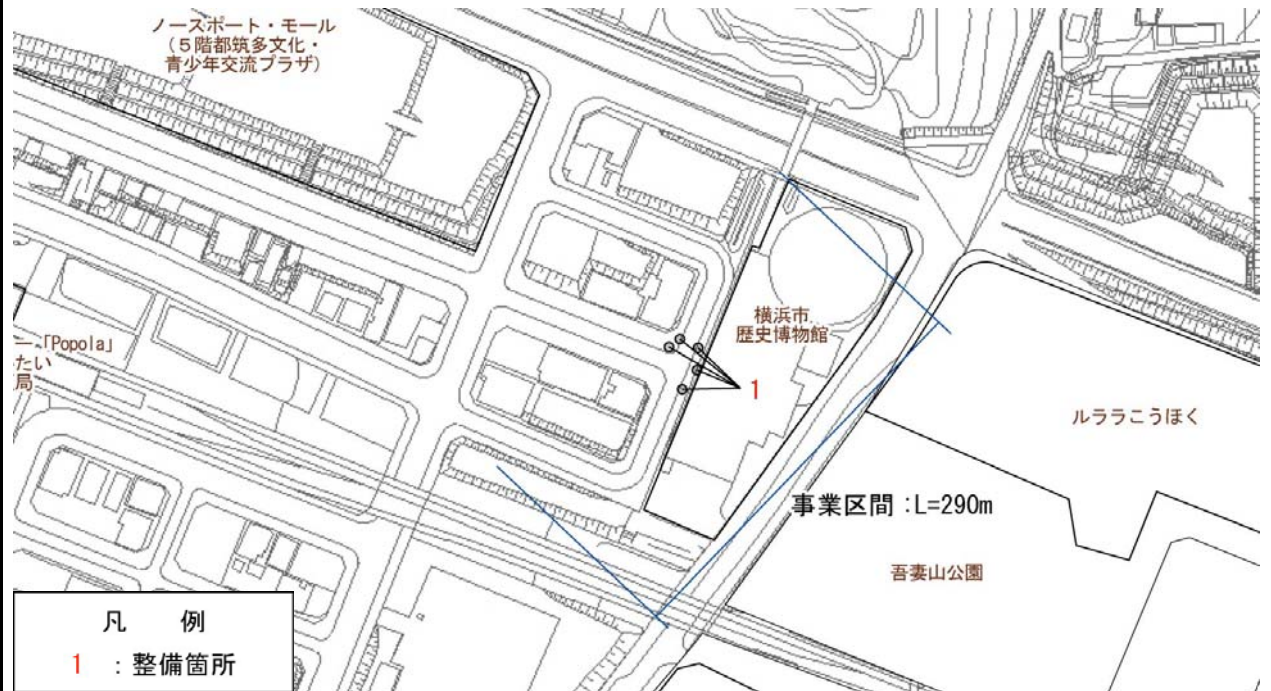 ノースポート・モール
(５階都筑多文化・
青少年交流プラザ)
横浜市
歴史博物館
ー「Popola」
たい
局
1
ルララこうほく
事業区間：L=290m
吾妻山公園
凡　例
1 ：整備箇所